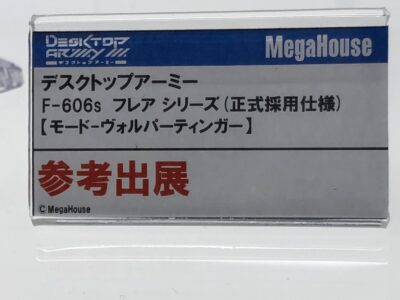 DESKTOP
ARMY
デスクトップアーミー
MegaHouse
デスクトップアーミー
F-606s フレア シリーズ(正式採用仕様)
【モード-ヴォルパーティンガー】
参考出展
© MegaHouse